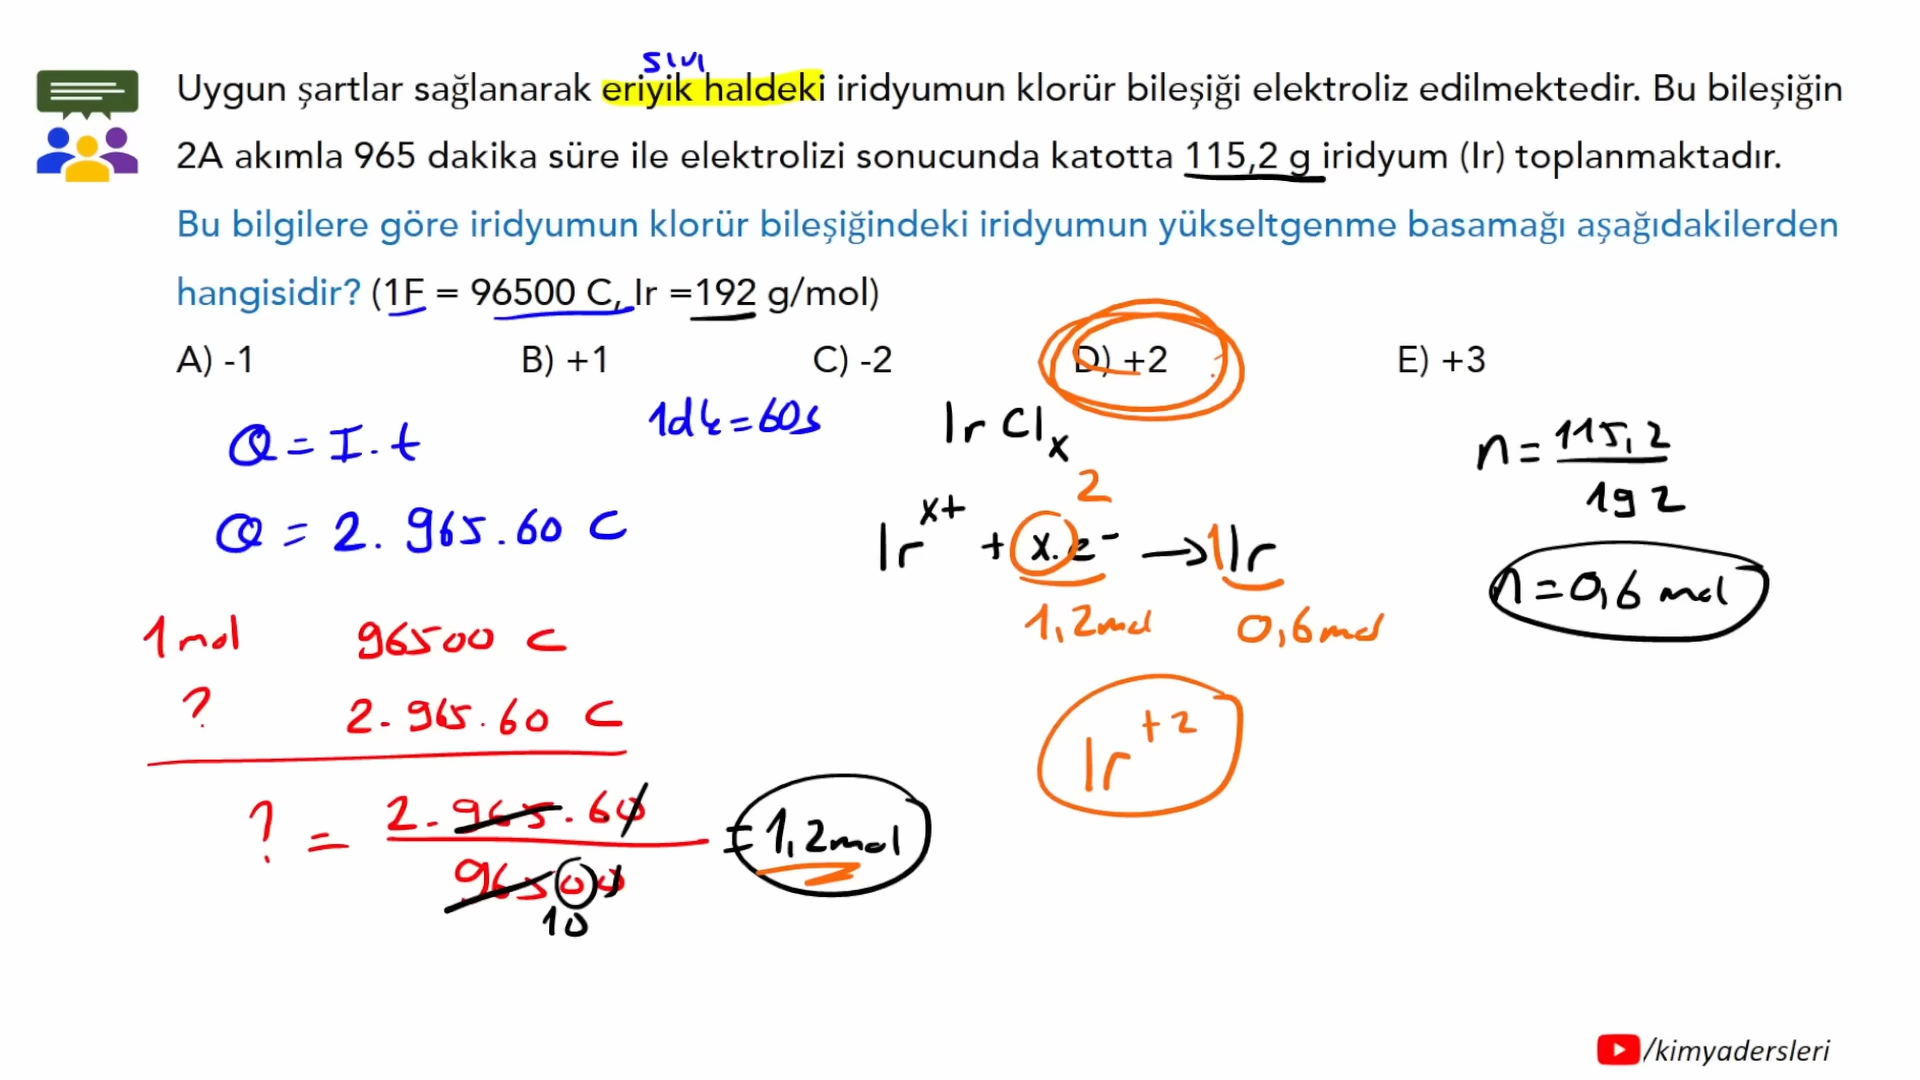 sıvı
Uygun şartlar sağlanarak eriyik haldeki iridyumun klorür bileşiği elektroliz edilmektedir. Bu bileşiğin
2A akımla 965 dakika süre ile elektrolizi sonucunda katotta 115,2 g iridyum (Ir) toplanmaktadır.
Bu bilgilere göre iridyumun klorür bileşiğindeki iridyumun yükseltgenme basamağı aşağıdakilerden
hangisidir? (1F = 96500 C, Ir =192 g/mol)
A) -1 B) +1 C) -2 D) +2 E) +3
Q = I. t
1dk = 60s
Ir Clx
n = 115,2 / 192
Q = 2. 965. 60 C
2
Ir x+ + x. e- → 1Ir
n = 0,6 mol
1,2mol 0,6mol
1 mol 96500 C
? 2. 965. 60 C
Ir +2
? = 2. 965. 60 / 96500 = 1,2mol
10
/kimyadersleri